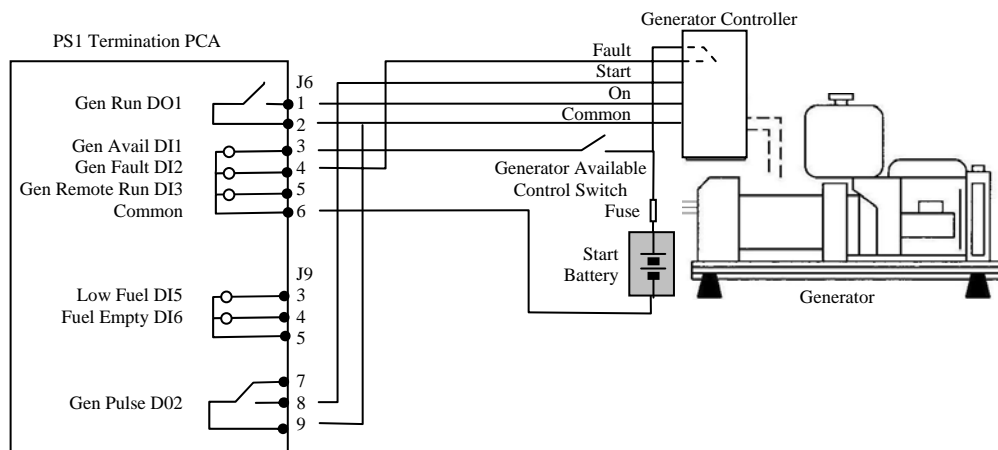 Generator Controller
PS1 Termination PCA
Fault
J6
Start
Gen Run DO1
1
On
2
Common
Gen Avail DI1
3
Gen Fault DI2
4
Generator Available
Control Switch
Gen Remote Run DI3
5
Common
6
Fuse
Start
Battery
J9
Low Fuel DI5
3
Generator
Fuel Empty DI6
4
5
7
Gen Pulse D02
8
9